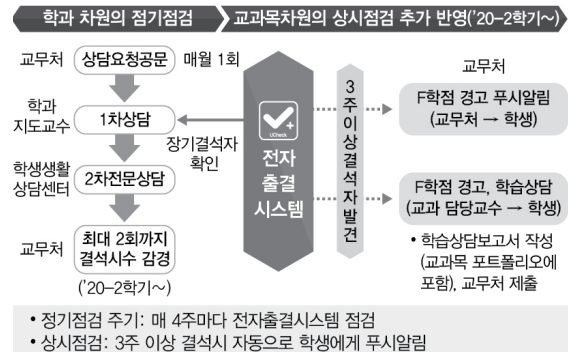 학과 차원의 점기점검
교과목차원의 상시점검 추가 반영('20-2학기~)
교무처
상담요청공문
매월 1회
학과
지도교수
1차상담
장기결석자
확인
학생생활
상담센터
2차전문상담
교무처
최대 2회까지
결석시수 감경
('20-2학기~)
UCheck
전자
출결
시스템
3주이상결석자발견
교무처
F학점 경고 푸시알림
(교무처 → 학생)
F학점 경고, 학습상담
(교과 담당교수 → 학생)
• 학습상담보고서 작성
(교과목 포트폴리오에
포함), 교무처 제출
• 정기점검 주기: 매 4주마다 전자출결시스템 점검
• 상시점검: 3주 이상 결석시 자동으로 학생에게 푸시알림